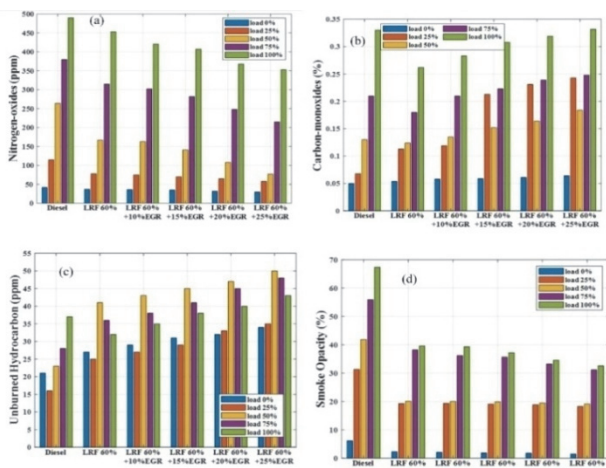 (a)
load 0%
load 25%
load 50%
load 75%
load 100%
Nitrogen-oxides (ppm)
500
450
400
350
300
250
200
150
100
50
0
Diesel LRF 60% LRF 60% LRF 60% LRF 60% LRF 60%
+10%EGR +15%EGR +20%EGR +25%EGR
(b)
load 0%
load 25%
load 50%
load 75%
load 100%
Carbon-monoxides (%)
0.35
0.3
0.25
0.2
0.15
0.1
0.05
0
Diesel LRF 60% LRF 60% LRF 60% LRF 60% LRF 60%
+10%EGR +15%EGR +20%EGR +25%EGR
(c)
Unburned Hydrocarbon (ppm)
55
50
45
40
35
30
25
20
15
10
5
0
load 0%
load 25%
load 50%
load 75%
load 100%
Diesel LRF 60% LRF 60% LRF 60% LRF 60% LRF 60%
+10%EGR +15%EGR +20%EGR +25%EGR
(d)
load 0%
load 25%
load 50%
load 75%
load 100%
Smoke Opacity (%)
70
60
50
40
30
20
10
0
Diesel LRF 60% LRF 60% LRF 60% LRF 60% LRF 60%